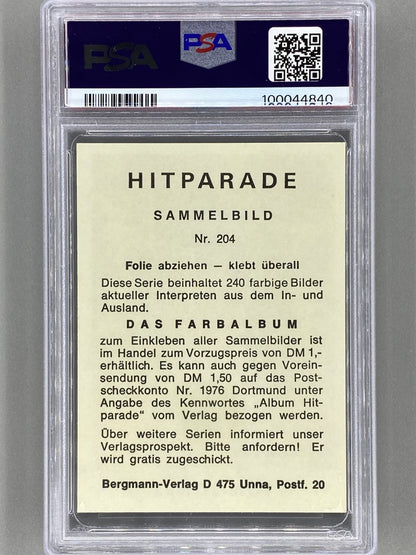 PSA
PSA
100044840
HITPARADE
SAMMELBILD
Nr. 204
Folie abziehen — klebt überall
Diese Serie beinhaltet 240 farbige Bilder
aktueller Interpreten aus dem In- und
Ausland.
DAS FARBALBUM
zum Einkleben aller Sammelbilder ist
im Handel zum Vorzugspreis von DM 1,-
erhältlich. Es kann auch gegen Vorein-
sendung von DM 1,50 auf das Post-
scheckkonto Nr. 1976 Dortmund unter
Angabe des Kennwortes „Album Hit-
parade" vom Verlag bezogen werden.
Über weitere Serien informiert unser
Verlagsprospekt. Bitte anfordern! Er
wird gratis zugeschickt.
Bergmann-Verlag D 475 Unna, Postf. 20
PSA